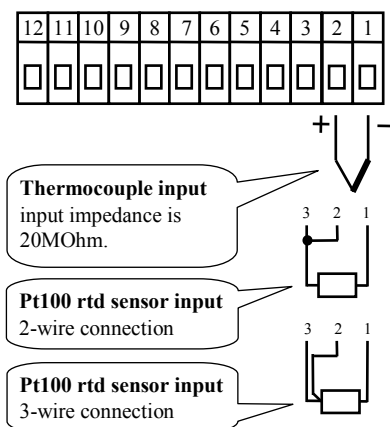 12 11 10 9 8 7 6 5 4 3 2 1
+ −
Thermocouple input
input impedance is
20MOhm.
3 2 1
Pt100 rtd sensor input
2-wire connection
3 2 1
Pt100 rtd sensor input
3-wire connection